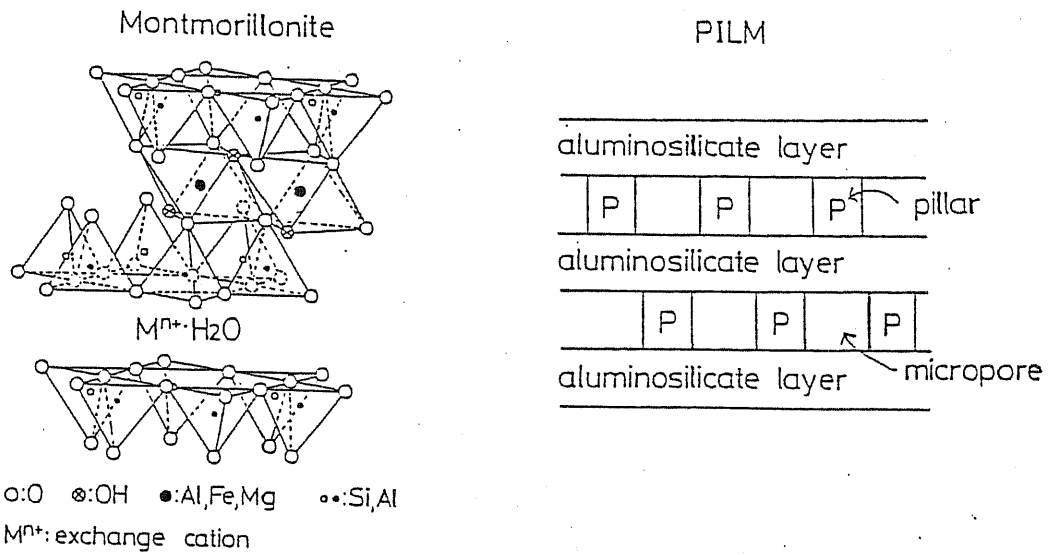 Montmorillonite
Mⁿ⁺·H₂O
○:O ⊗:OH ●:Al,Fe,Mg ○•:Si,Al
Mⁿ⁺: exchange cation
PILM
aluminosilicate layer
P P P pillar
aluminosilicate layer
P P P
micropore
aluminosilicate layer